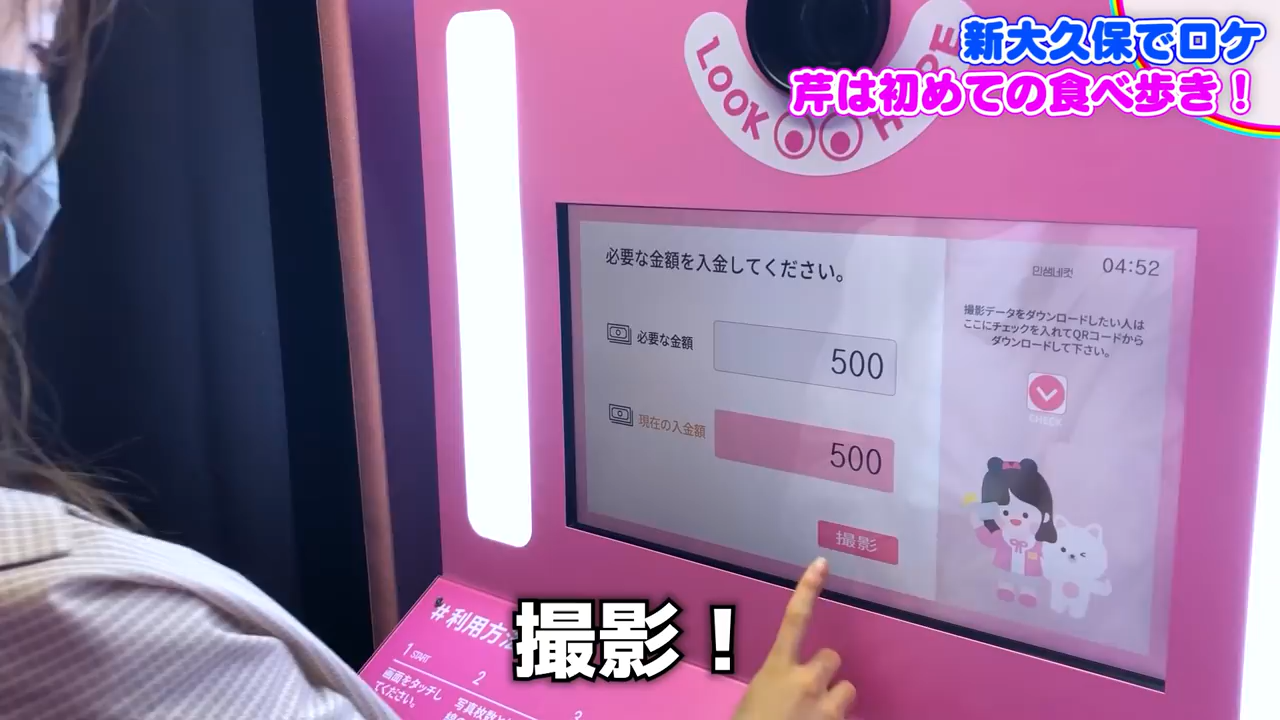 新大久保でロケ
芹は初めての食べ歩き！
LOOK
必要な金額を入金してください。
必要な金額
500
現在の入金額
500
撮影
인생네컷
04:52
撮影データをダウンロードしたい人は
ここにチェックを入れてQRコードから
ダウンロードして下さい。
CHECK
#利用方法
1 START
画面をタッチし
てください。
2
写真枚数と
3
撮影！